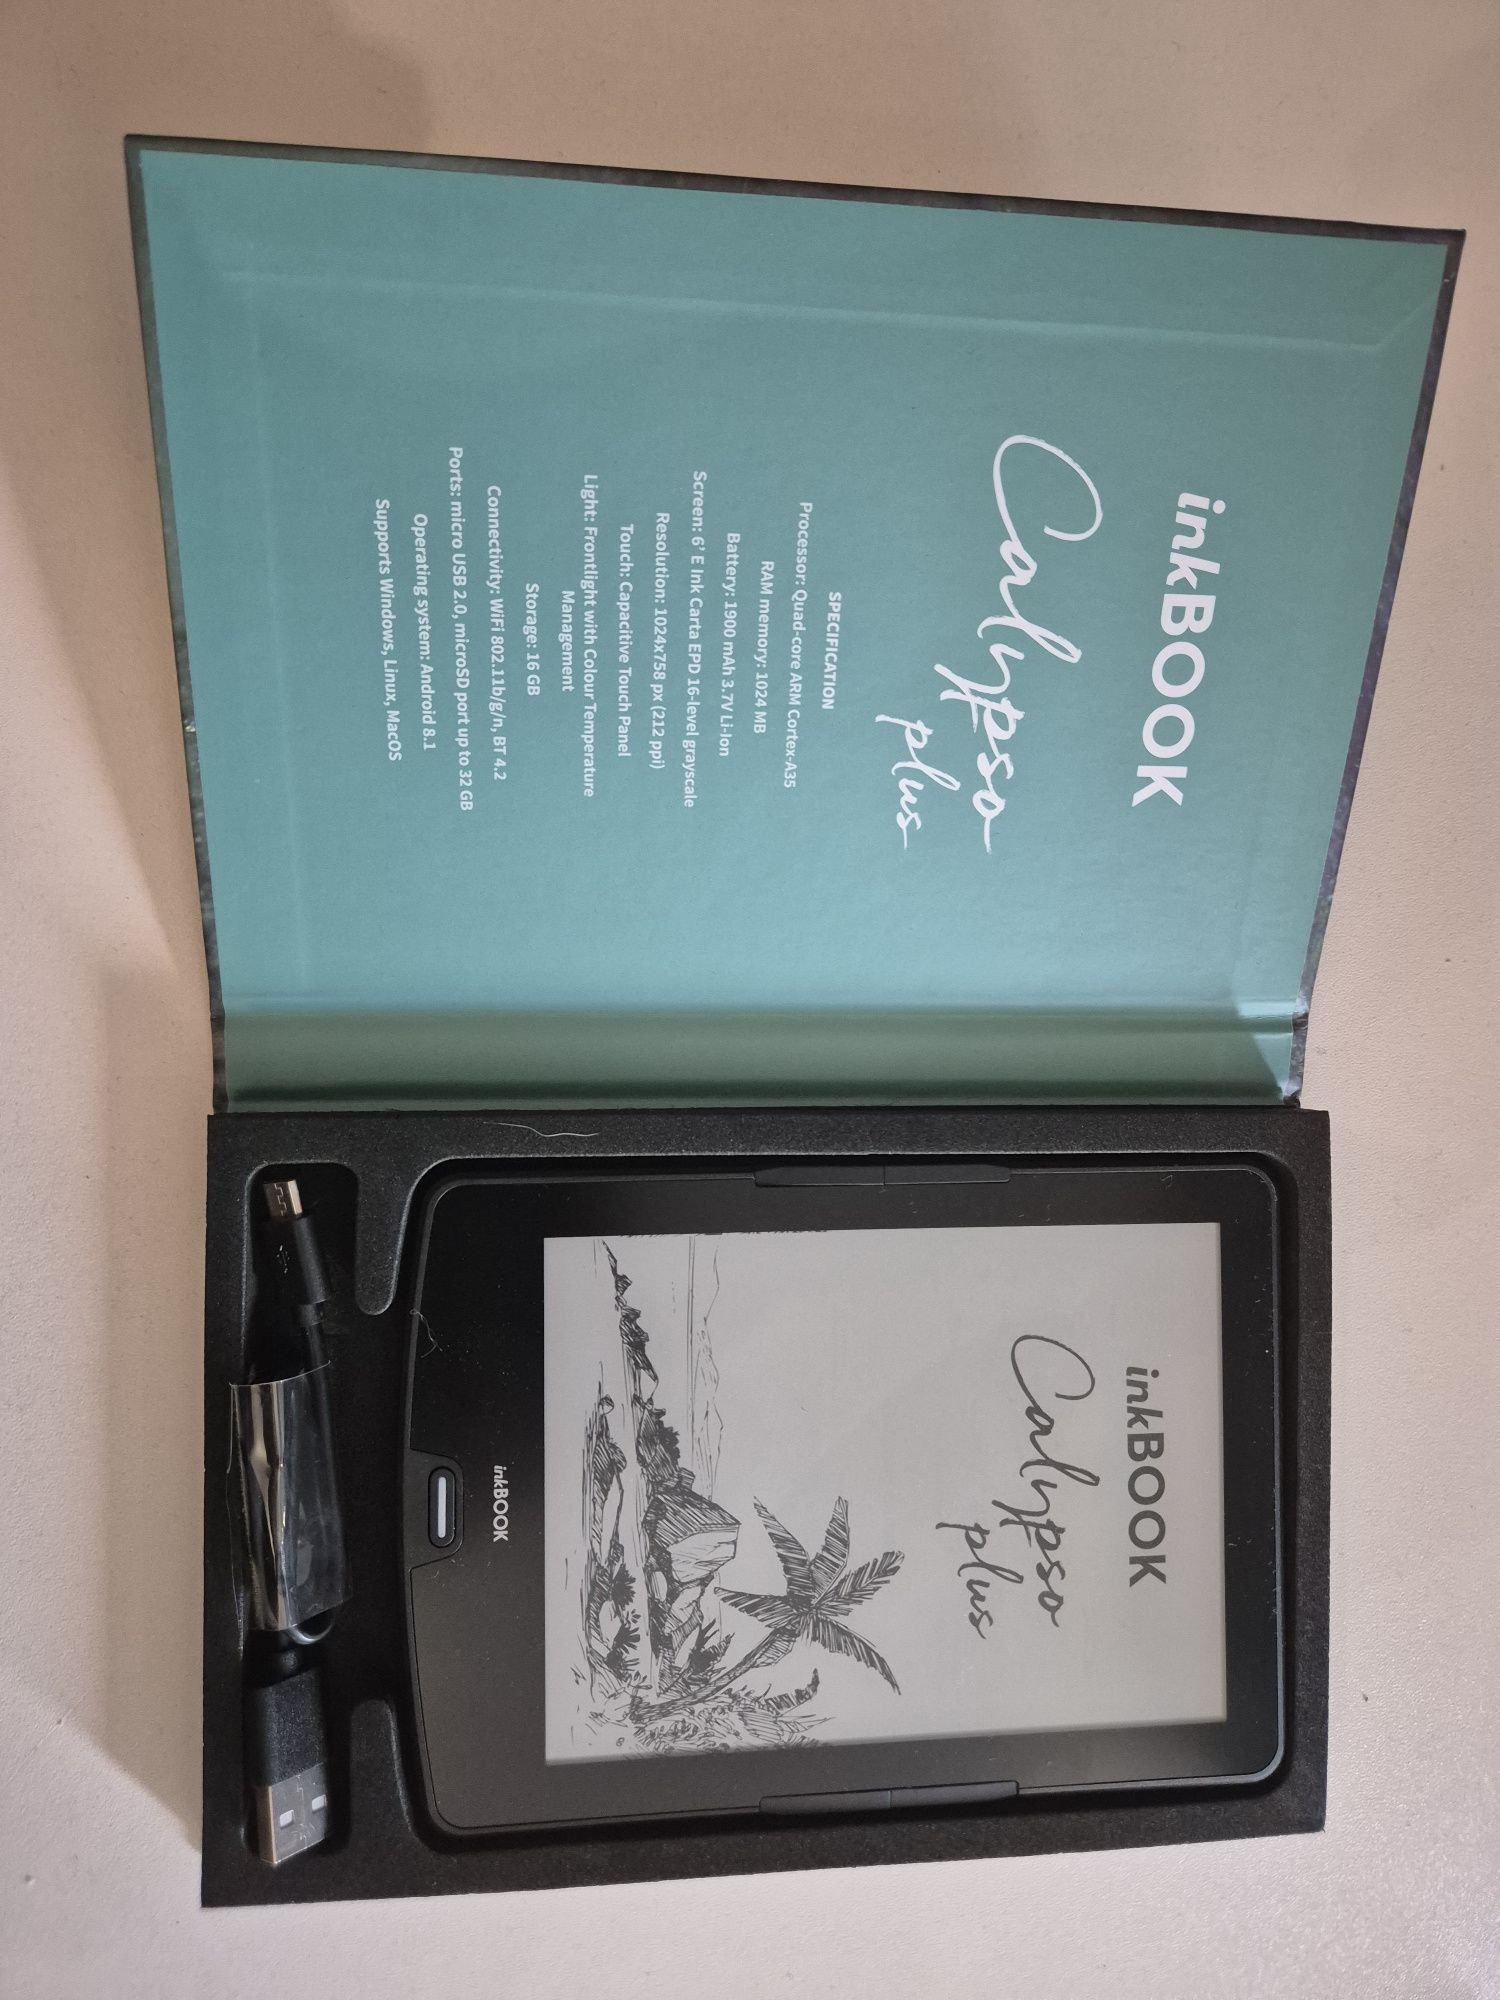 inkBOOK
Calypso
plus
SPECIFICATION
Processor: Quad-core ARM Cortex-A35
RAM memory: 1024 MB
Battery: 1900 mAh 3.7V Li-Ion
Screen: 6' E Ink Carta EPD 16-level grayscale
Resolution: 1024x758 px (212 ppi)
Touch: Capacitive Touch Panel
Light: Frontlight with Colour Temperature
Management
Storage: 16 GB
Connectivity: WiFi 802.11b/g/n, BT 4.2
Ports: micro USB 2.0, microSD port up to 32 GB
Operating system: Android 8.1
Supports Windows, Linux, MacOS
inkBOOK
Calypso
plus
inkBOOK